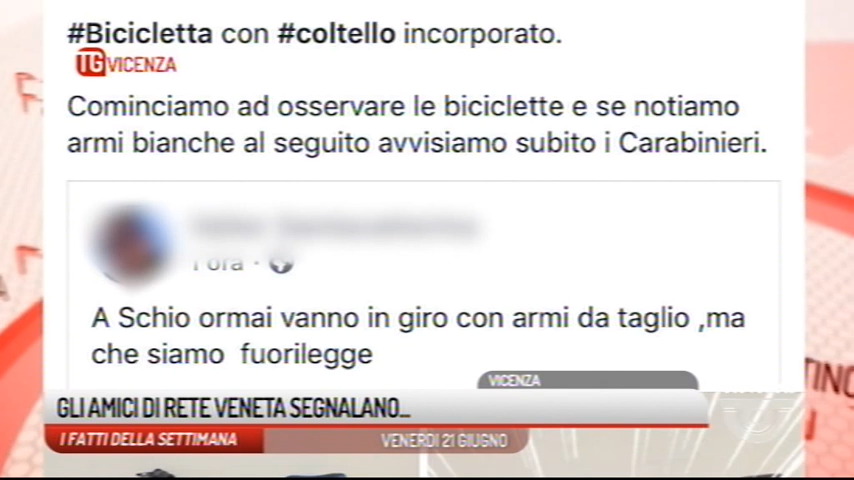 #Bicicletta con #coltello incorporato.
TG VICENZA
Cominciamo ad osservare le biciclette e se notiamo
armi bianche al seguito avvisiamo subito i Carabinieri.
1 ora ·
A Schio ormai vanno in giro con armi da taglio ,ma
che siamo fuorilegge
VICENZA
GLI AMICI DI RETE VENETA SEGNALANO...
I FATTI DELLA SETTIMANA
VENERDI 21 GIUGNO